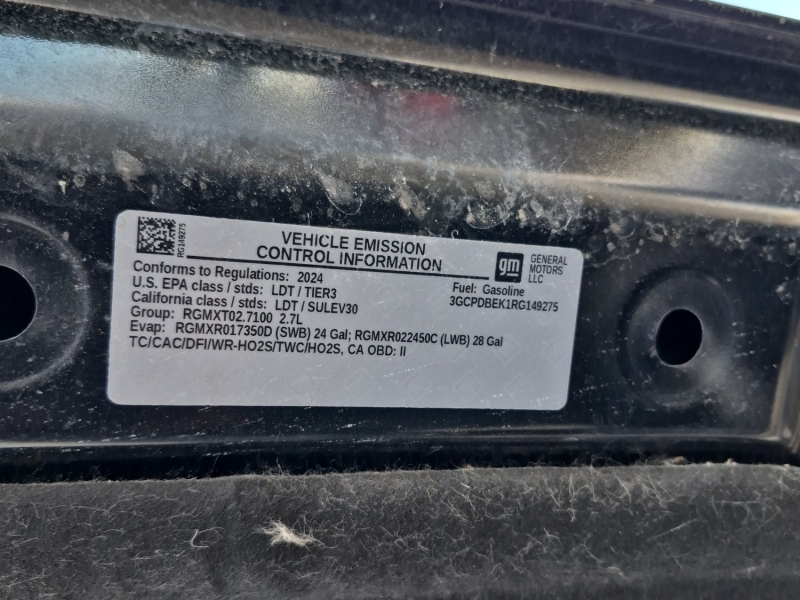 RG149275
VEHICLE EMISSION
CONTROL INFORMATION
gm
GENERAL
MOTORS
LLC
Conforms to Regulations: 2024
Fuel: Gasoline
U.S. EPA class / stds: LDT / TIER3
3GCPDBEK1RG149275
California class / stds: LDT / SULEV30
Group: RGMXT02.7100 2.7L
Evap: RGMXR017350D (SWB) 24 Gal; RGMXR022450C (LWB) 28 Gal
TC/CAC/DFI/WR-HO2S/TWC/HO2S, CA OBD: II